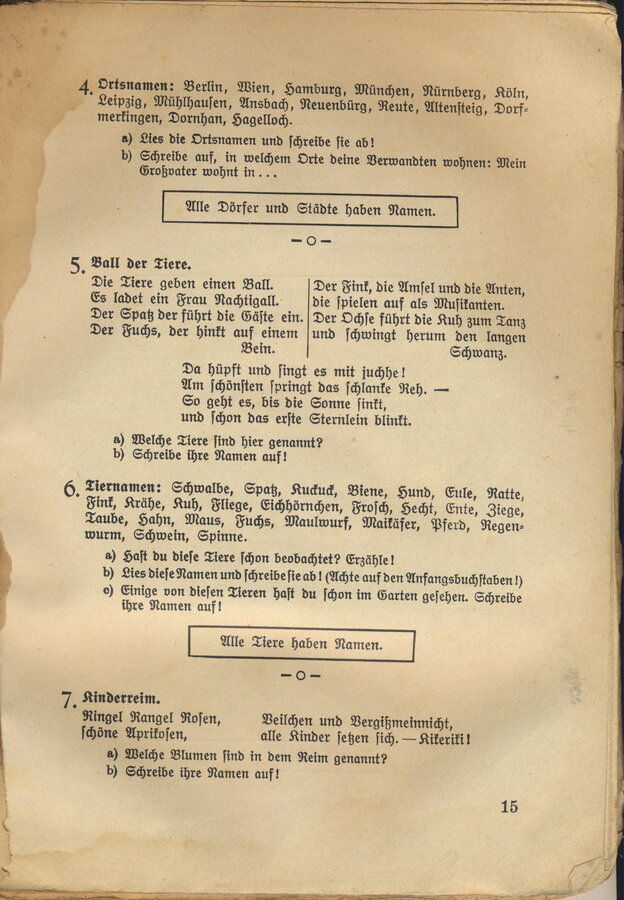 4. Ortsnamen: Berlin, Wien, Hamburg, München, Nürnberg, Köln,
Leipzig, Mühlhausen, Ansbach, Neuenbürg, Reute, Altensteig, Dorf-
merkingen, Dornhan, Hagelloch.
a) Lies die Ortsnamen und schreibe sie ab!
b) Schreibe auf, in welchem Orte deine Verwandten wohnen: Mein
Großvater wohnt in ...
Alle Dörfer und Städte haben Namen.
—o—
5. Ball der Tiere.
Die Tiere geben einen Ball.
Es ladet ein Frau Nachtigall.
Der Spatz der führt die Gäste ein.
Der Fuchs, der hinkt auf einem
Bein.
Der Fink, die Amsel und die Anten,
die spielen auf als Musikanten.
Der Ochse führt die Kuh zum Tanz
und schwingt herum den langen
Schwanz.
Da hüpft und singt es mit juchhe!
Am schönsten springt das schlanke Reh. —
So geht es, bis die Sonne sinkt,
und schon das erste Sternlein blinkt.
a) Welche Tiere sind hier genannt?
b) Schreibe ihre Namen auf!
6. Tiernamen: Schwalbe, Spatz, Kuckuck, Biene, Hund, Eule, Ratte,
Fink, Krähe, Kuh, Fliege, Eichhörnchen, Frosch, Hecht, Ente, Ziege,
Taube, Hahn, Maus, Fuchs, Maulwurf, Maikäfer, Pferd, Regen-
wurm, Schwein, Spinne.
a) Hast du diese Tiere schon beobachtet? Erzähle!
b) Lies diese Namen und schreibe sie ab! (Achte auf den Anfangsbuchstaben!)
c) Einige von diesen Tieren hast du schon im Garten gesehen. Schreibe
ihre Namen auf!
Alle Tiere haben Namen.
—o—
7. Kinderreim.
Ringel Rangel Rosen,
schöne Aprikosen,
Veilchen und Vergißmeinnicht,
alle Kinder setzen sich. — Kikeriki!
a) Welche Blumen sind in dem Reim genannt?
b) Schreibe ihre Namen auf!
15